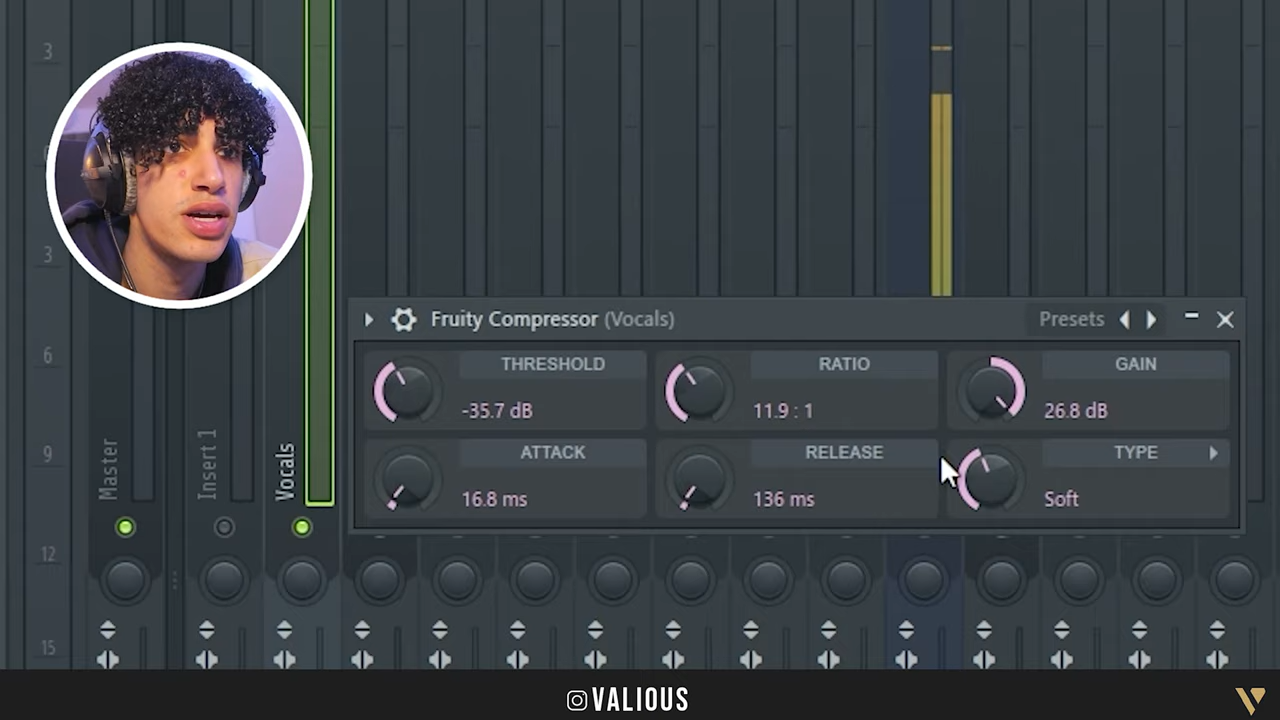 3
3
6
9
12
15
Master
Insert 1
Vocals
Fruity Compressor (Vocals)
Presets
THRESHOLD
-35.7 dB
RATIO
11.9 : 1
GAIN
26.8 dB
ATTACK
16.8 ms
RELEASE
136 ms
TYPE
Soft
VALIOUS